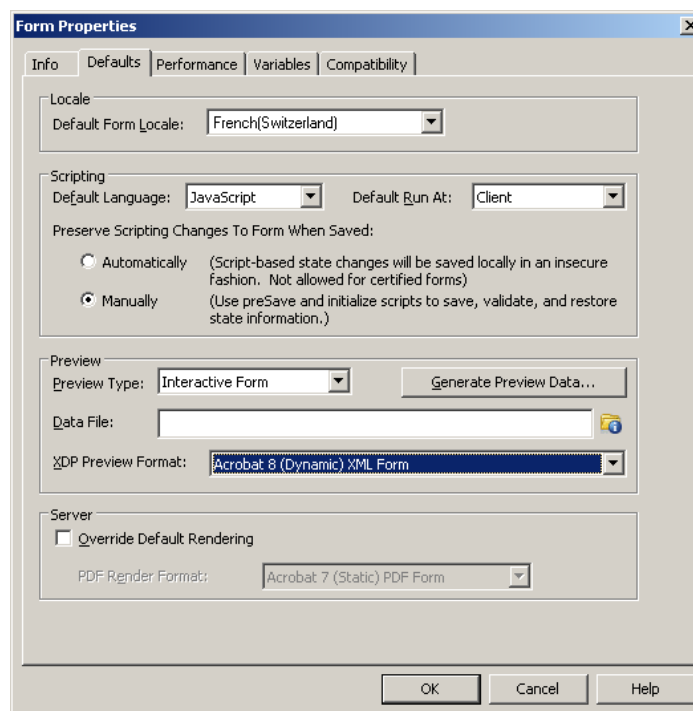 Form Properties
Info Defaults Performance Variables Compatibility
Locale
Default Form Locale: French(Switzerland)
Scripting
Default Language: JavaScript Default Run At: Client
Preserve Scripting Changes To Form When Saved:
Automatically (Script-based state changes will be saved locally in an insecure
fashion. Not allowed for certified forms)
Manually (Use preSave and initialize scripts to save, validate, and restore
state information.)
Preview
Preview Type: Interactive Form Generate Preview Data...
Data File:
XDP Preview Format: Acrobat 8 (Dynamic) XML Form
Server
Override Default Rendering
PDF Render Format: Acrobat 7 (Static) PDF Form
OK Cancel Help